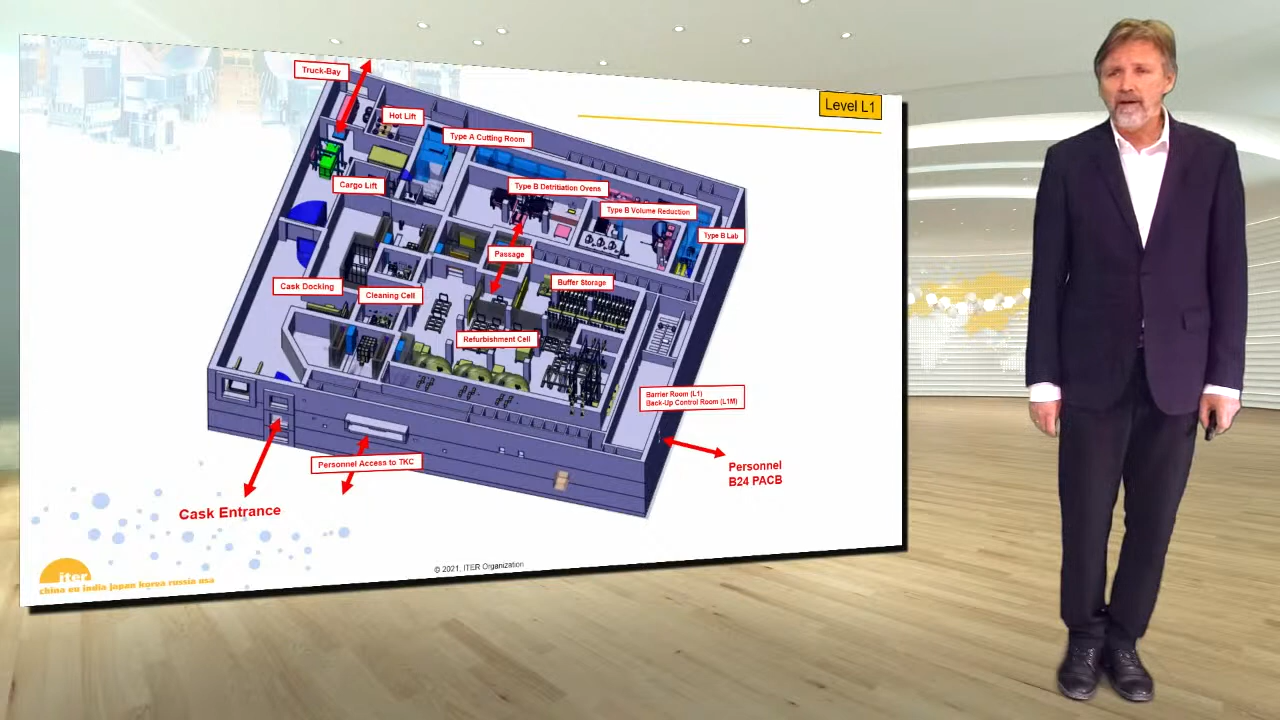 Level L1
Truck-Bay
Hot Lift
Type A Cutting Room
Cargo Lift
Type B Detritiation Ovens
Type B Volume Reduction
Type B Lab
Passage
Cask Docking
Cleaning Cell
Buffer Storage
Refurbishment Cell
Barrier Room (L1)
Back-Up Control Room (L1M)
Personnel Access to TKC
Personnel
B24 PACB
Cask Entrance
iter
china eu india japan korea russia usa
© 2021, ITER Organization